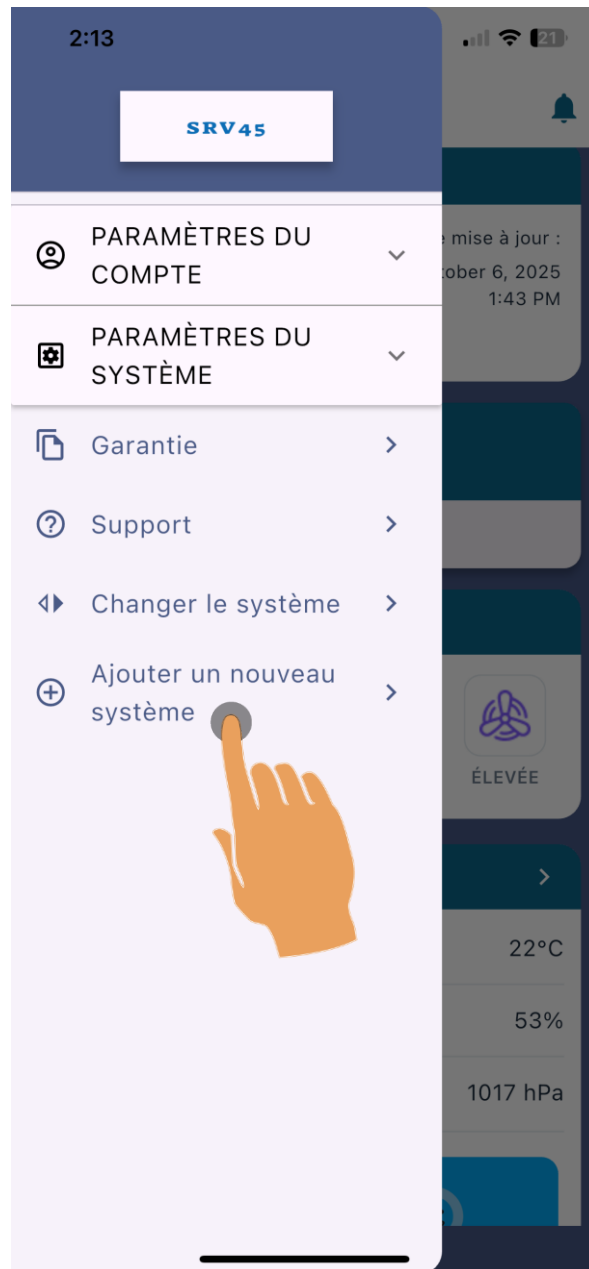 2:13
21
SRV45
PARAMÈTRES DU
COMPTE
PARAMÈTRES DU
SYSTÈME
Garantie
Support
Changer le système
Ajouter un nouveau
système
mise à jour :
ober 6, 2025
1:43 PM
ÉLEVÉE
22°C
53%
1017 hPa